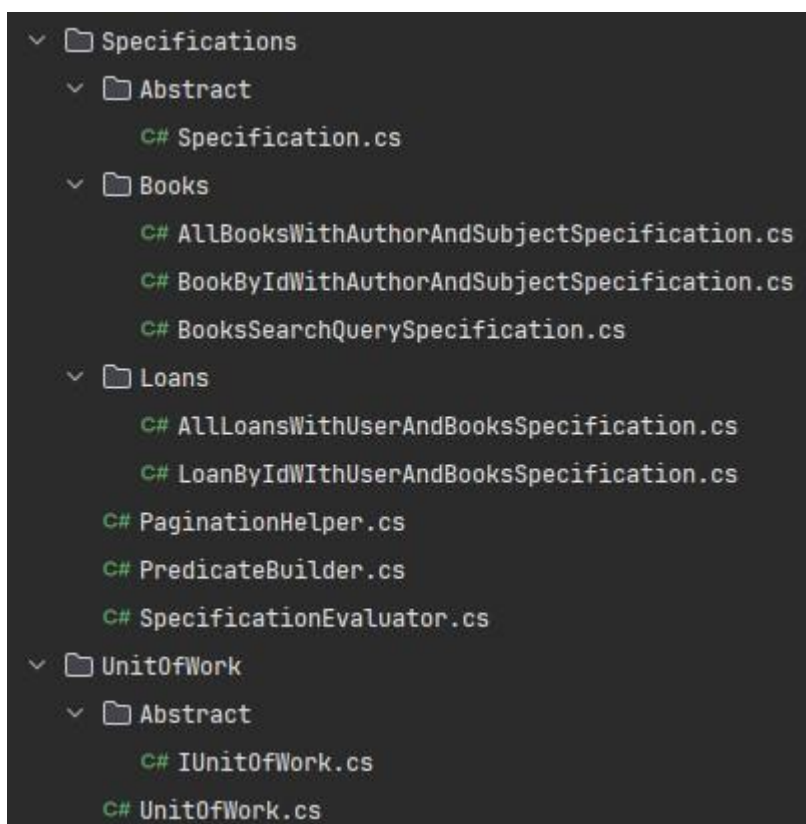 Specifications
Abstract
C# Specification.cs
Books
C# AllBooksWithAuthorAndSubjectSpecification.cs
C# BookByIdWithAuthorAndSubjectSpecification.cs
C# BooksSearchQuerySpecification.cs
Loans
C# AllLoansWithUserAndBooksSpecification.cs
C# LoanByIdWIthUserAndBooksSpecification.cs
C# PaginationHelper.cs
C# PredicateBuilder.cs
C# SpecificationEvaluator.cs
UnitOfWork
Abstract
C# IUnitOfWork.cs
C# UnitOfWork.cs